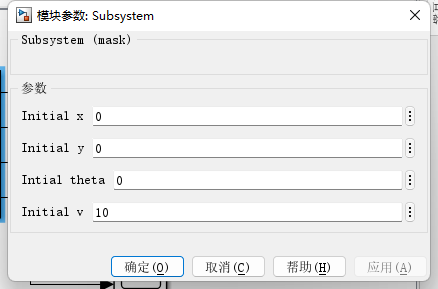 模块参数: Subsystem
Subsystem (mask)
参数
Initial x 0
Initial y 0
Intial theta 0
Initial v 10
确定(O) 取消(C) 帮助(H) 应用(A)